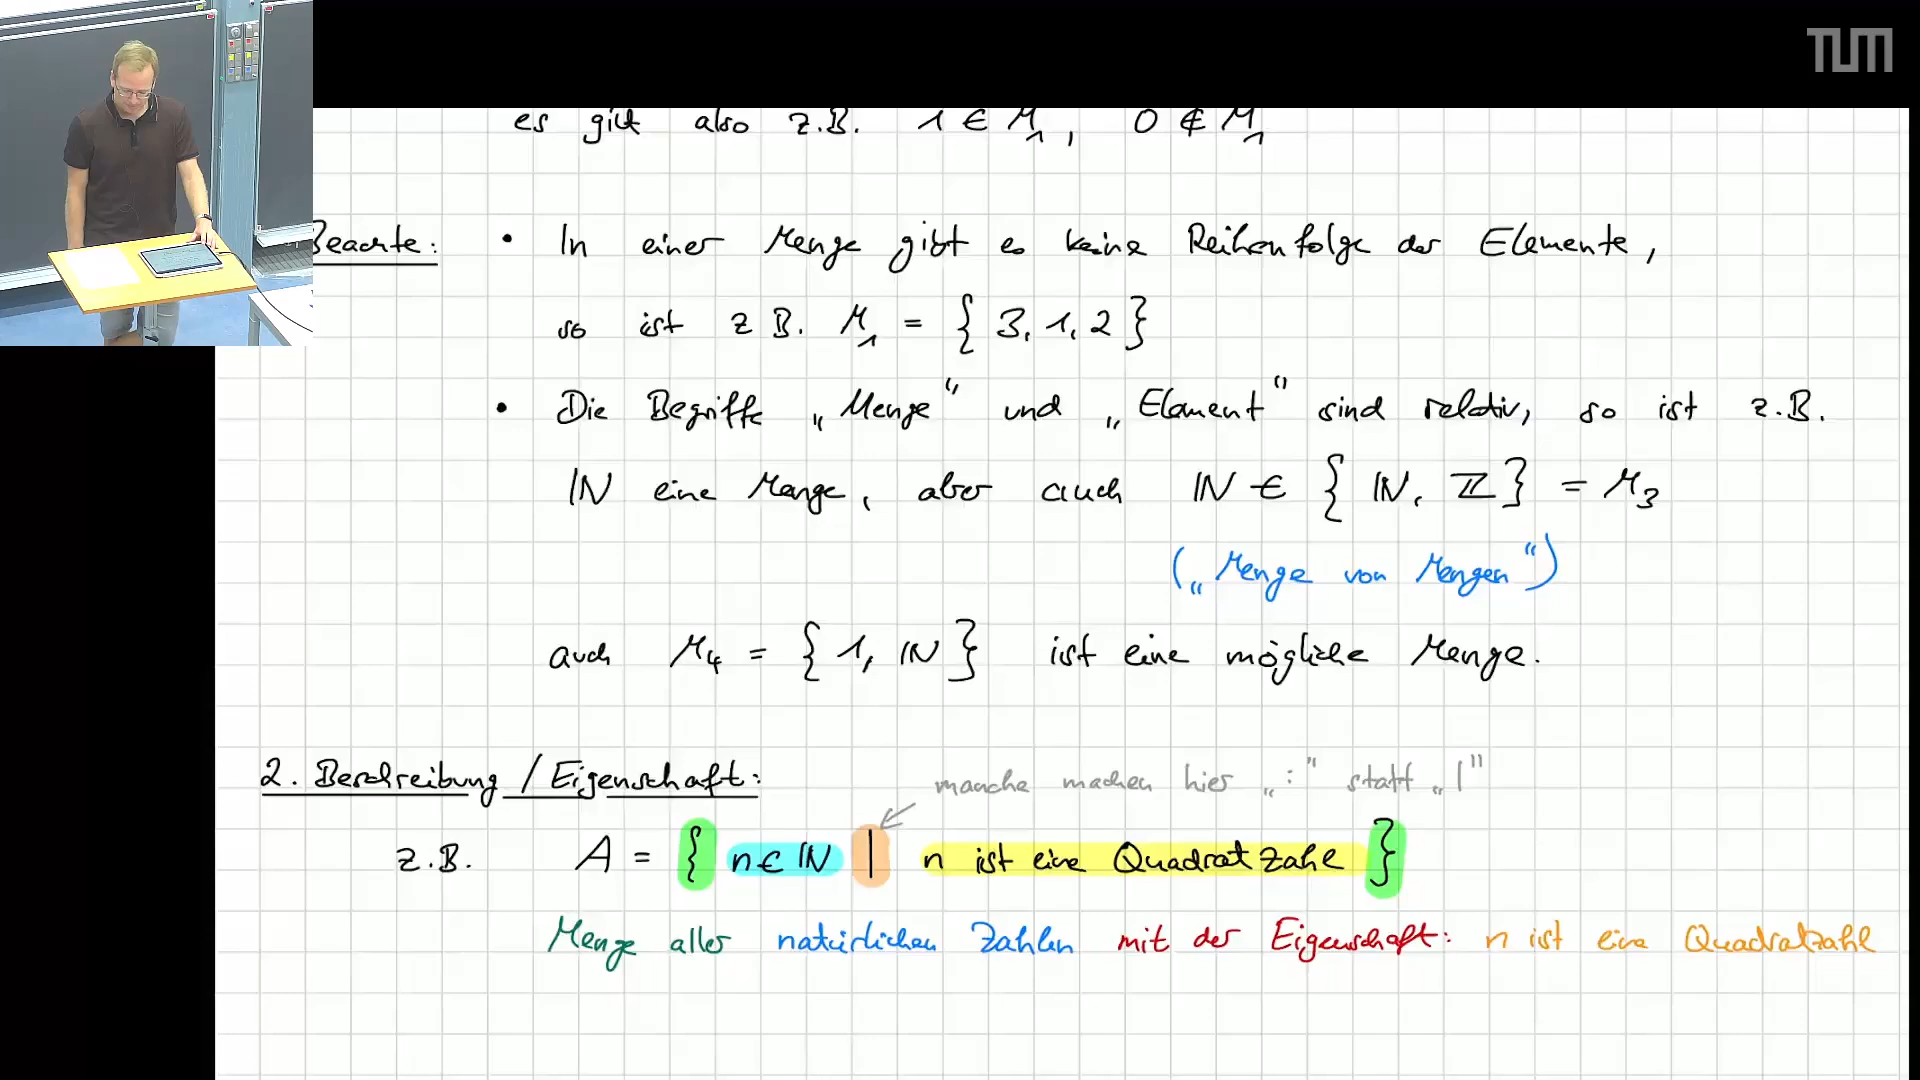 TUM
es gilt also z.B. 1 ∈ M₁, 0 ∉ M₁
Beachte: • In einer Menge gibt es keine Reihenfolge der Elemente,
so ist z.B. M₁ = { 3, 1, 2 }
• Die Begriffe „Menge“ und „Element“ sind relativ, so ist z.B.
ℕ eine Menge, aber auch ℕ ∈ { ℕ, ℤ } = M₃
(„Menge von Mengen“)
auch M₄ = { 1, ℕ } ist eine mögliche Menge.
2. Beschreibung / Eigenschaft:
manche machen hier „:“ statt „|“
z.B. A = { n ∈ ℕ | n ist eine Quadratzahl }
Menge aller natürlichen Zahlen mit der Eigenschaft: n ist eine Quadratzahl